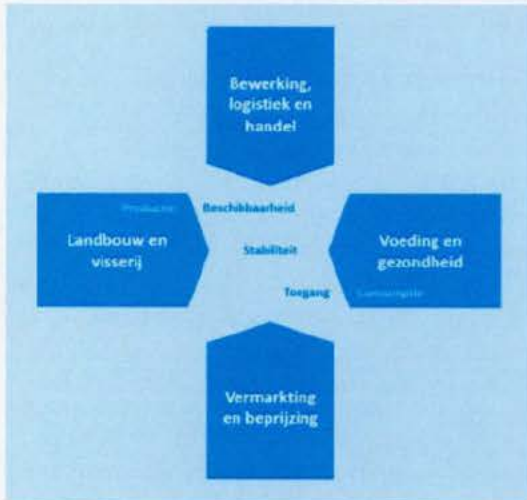 Bewerking,
logistiek en
handel
Productie Beschikbaarheid
Landbouw en
visserij
Stabiliteit
Voeding en
gezondheid
Toegang Consumptie
Vermarkting
en beprijzing